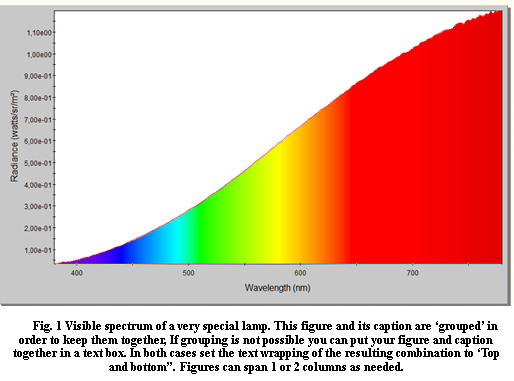 1,10e00
1,00e00
9,00e-01
8,00e-01
7,00e-01
6,00e-01
5,00e-01
4,00e-01
3,00e-01
2,00e-01
1,00e-01
Radiance (watts/sr/m²)
400 500 600 700
Wavelength (nm)
Fig. 1 Visible spectrum of a very special lamp. This figure and its caption are ‘grouped’ in
order to keep them together, If grouping is not possible you can put your figure and caption
together in a text box. In both cases set the text wrapping of the resulting combination to ‘Top
and bottom”. Figures can span 1 or 2 columns as needed.